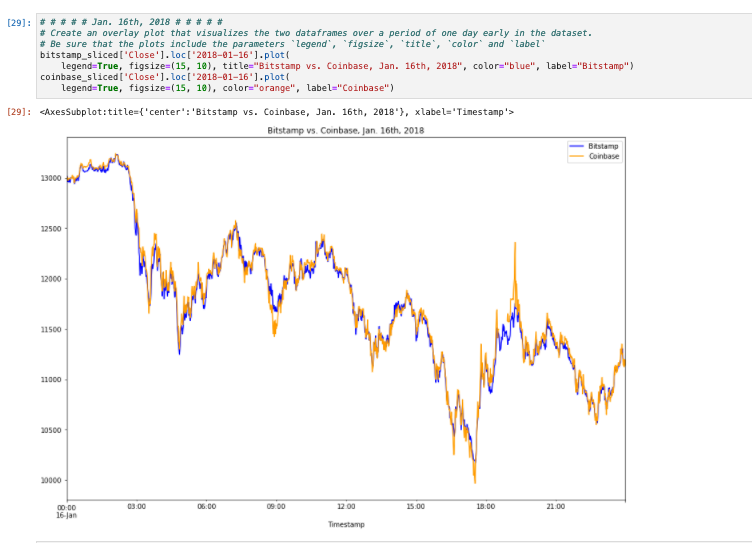 [29]: # # # # # Jan. 16th, 2018 # # # # #
# Create an overlay plot that visualizes the two dataframes over a period of one day early in the dataset.
# Be sure that the plots include the parameters `legend`, `figsize`, `title`, `color` and `label`
bitstamp_sliced['Close'].loc['2018-01-16'].plot(
legend=True, figsize=(15, 10), title="Bitstamp vs. Coinbase, Jan. 16th, 2018", color="blue", label="Bitstamp")
coinbase_sliced['Close'].loc['2018-01-16'].plot(
legend=True, figsize=(15, 10), color="orange", label="Coinbase")
[29]: <AxesSubplot:title={'center':'Bitstamp vs. Coinbase, Jan. 16th, 2018'}, xlabel='Timestamp'>
Bitstamp vs. Coinbase, Jan. 16th, 2018
Bitstamp
Coinbase
13000
12500
12000
11500
11000
10500
10000
00:00 03:00 06:00 09:00 12:00 15:00 18:00 21:00
16-Jan
Timestamp